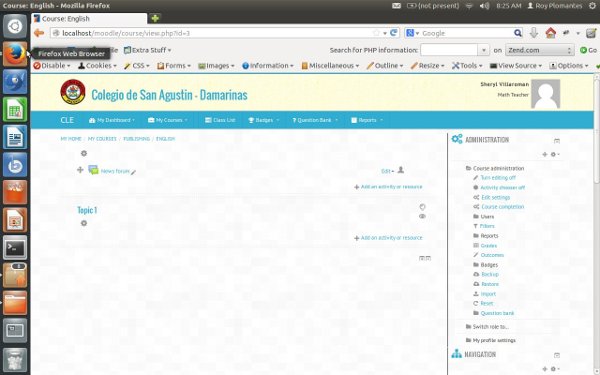 Course: English - Mozilla Firefox
(not present)
8:25 AM
Roy Plomantes
Course: English
Firefox Web Browser
localhost/moodle/course/view.php?id=3
Google
Extra Stuff
Search for PHP information:
on
Zend.com
Disable
Cookies
CSS
Forms
Images
Information
Miscellaneous
Outline
Resize
Tools
View Source
Options
Colegio de San Agustin - Damarinas
Sheryl Villaroman
Math Teacher
CLE
My Dashboard
My Courses
Class List
Badges
Question Bank
Reports
MY HOME
MY COURSES
PUBLISHING
ENGLISH
News forum
Edit
Add an activity or resource
Topic 1
Add an activity or resource
ADMINISTRATION
Course administration
Turn editing off
Activity chooser off
Edit settings
Course completion
Users
Filters
Reports
Grades
Outcomes
Badges
Backup
Restore
Import
Reset
Question bank
Switch role to...
My profile settings
NAVIGATION